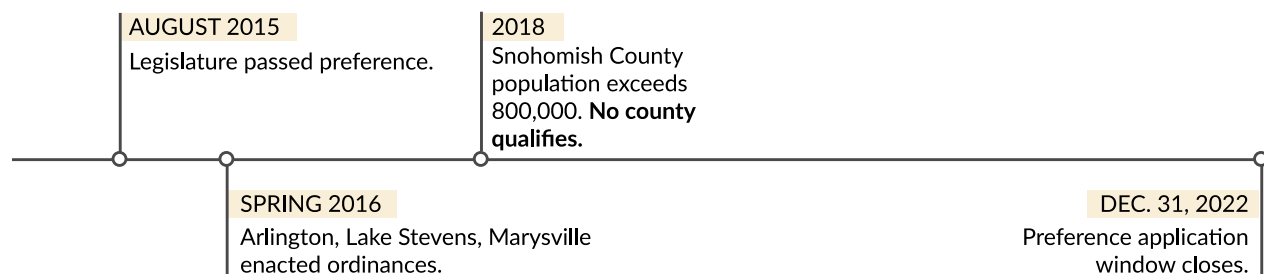 AUGUST 2015
Legislature passed preference.
2018
Snohomish County
population exceeds
800,000. No county
qualifies.
SPRING 2016
Arlington, Lake Stevens, Marysville
enacted ordinances.
DEC. 31, 2022
Preference application
window closes.